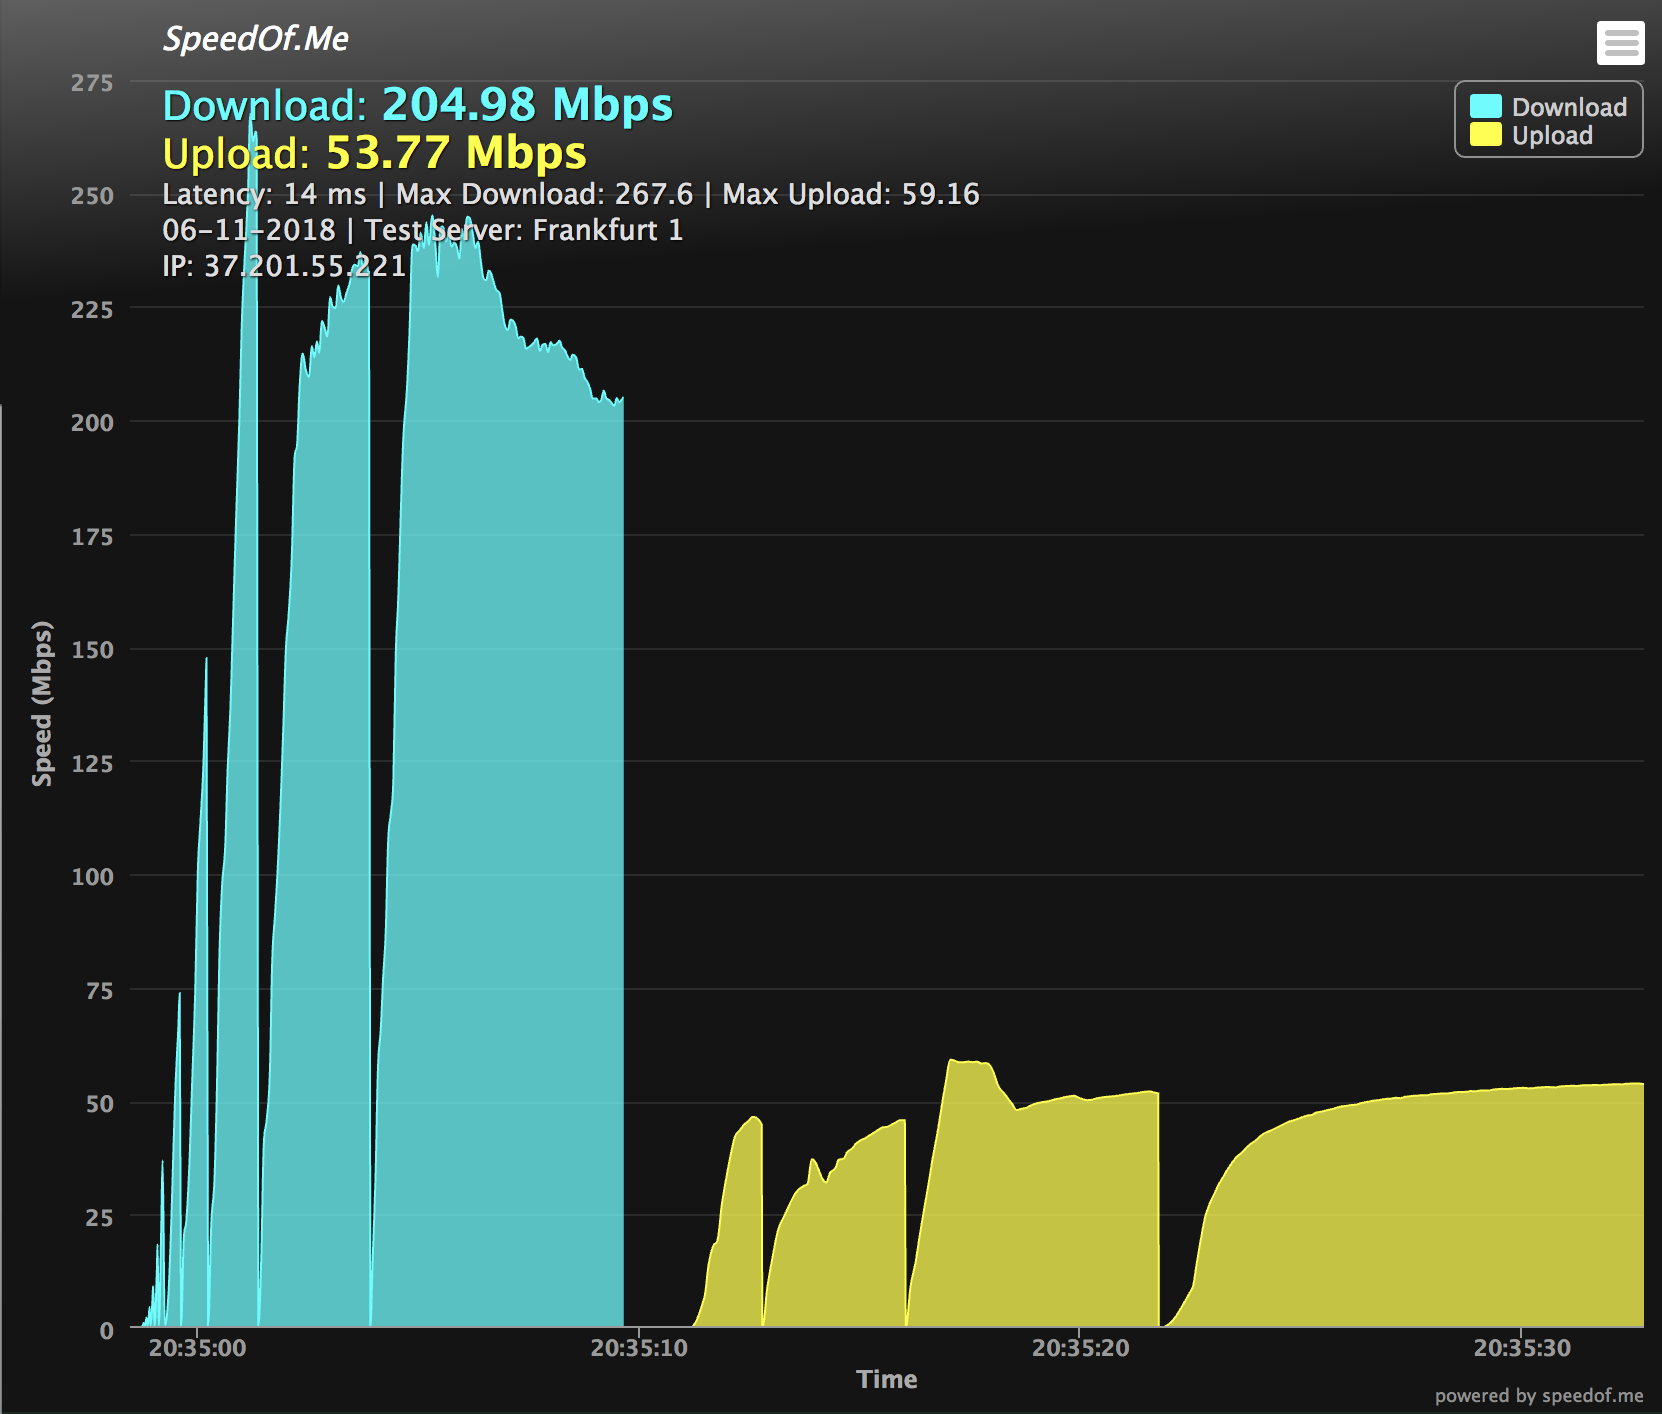 SpeedOf.Me
Download: 204.98 Mbps
Upload: 53.77 Mbps
Latency: 14 ms | Max Download: 267.6 | Max Upload: 59.16
06-11-2018 | Test Server: Frankfurt 1
IP: 37.201.55.221
Download
Upload
275
250
225
200
175
150
125
100
75
50
25
0
Speed (Mbps)
20:35:00 20:35:10 20:35:20 20:35:30
Time
powered by speedof.me